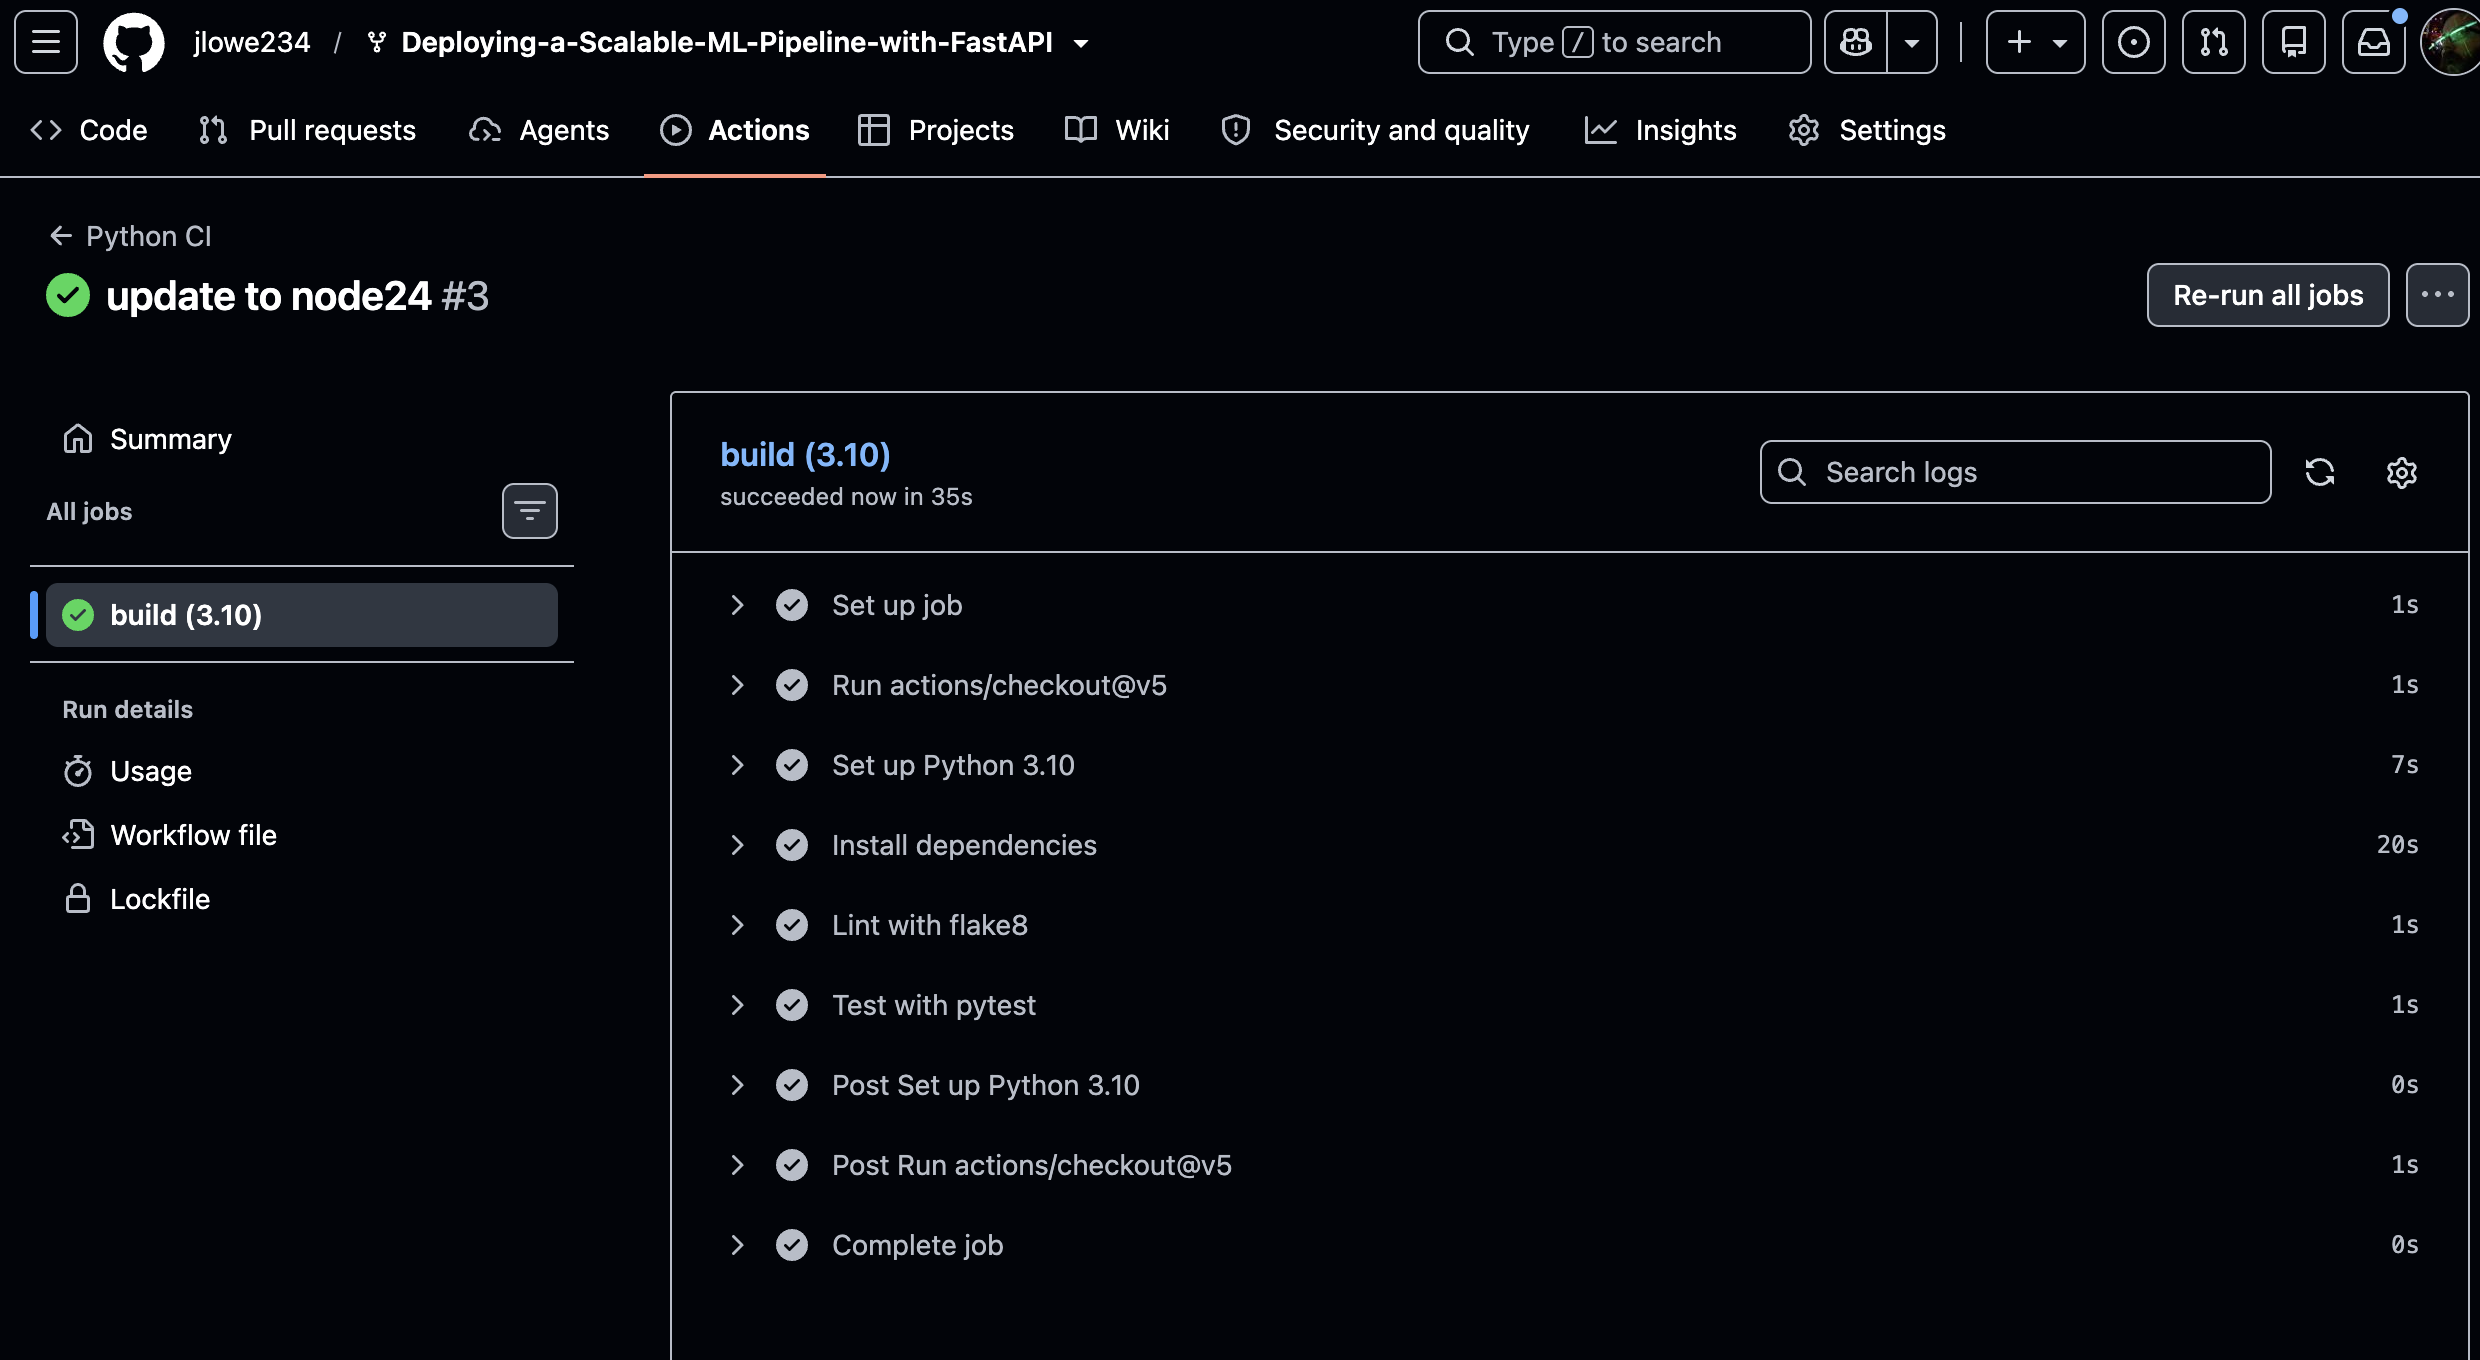 jlowe234 / Deploying-a-Scalable-ML-Pipeline-with-FastAPI
Type / to search
Code Pull requests Agents Actions Projects Wiki Security and quality Insights Settings
Python CI
update to node24 #3
Re-run all jobs
Summary
All jobs
build (3.10)
Run details
Usage
Workflow file
Lockfile
build (3.10)
succeeded now in 35s
Search logs
Set up job 1s
Run actions/checkout@v5 1s
Set up Python 3.10 7s
Install dependencies 20s
Lint with flake8 1s
Test with pytest 1s
Post Set up Python 3.10 0s
Post Run actions/checkout@v5 1s
Complete job 0s